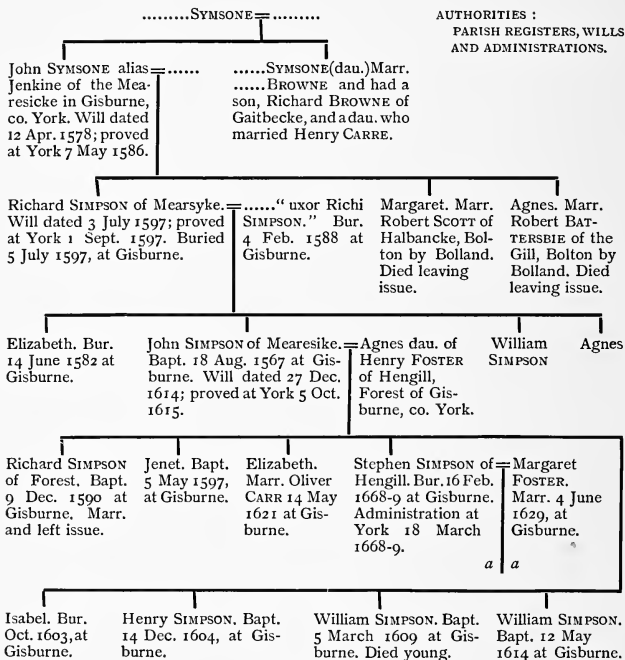 .........SYMSONE=.........
AUTHORITIES :
PARISH REGISTERS, WILLS
AND ADMINISTRATIONS.
John SYMSONE alias=......
Jenkine of the Mea-
resicke in Gisburne,
co. York. Will dated
12 Apr. 1578; proved
at York 7 May 1586.
......SYMSONE(dau.)Marr.
......BROWNE and had a
son, Richard BROWNE of
Gaitbecke, and a dau. who
married Henry CARRE.
Richard SIMPSON of Mearsyke.=
Will dated 3 July 1597; proved
at York 1 Sept. 1597. Buried
5 July 1597, at Gisburne.
......" uxor Richi
SIMPSON." Bur.
4 Feb. 1588 at
Gisburne.
Margaret. Marr.
Robert SCOTT of
Halbancke, Bol-
ton by Bolland.
Died leaving
issue.
Agnes. Marr.
Robert BAT-
TERSBIE of the
Gill, Bolton by
Bolland. Died
leaving issue.
Elizabeth. Bur.
14 June 1582 at
Gisburne.
John SIMPSON of Mearesike.=
Bapt. 18 Aug. 1567 at Gis-
burne. Will dated 27 Dec.
1614; proved at York 5 Oct.
1615.
Agnes dau. of
Henry FOSTER
of Hengill,
Forest of Gis-
burne, co. York.
William
SIMPSON
Agnes
Richard SIMPSON
of Forest. Bapt.
9 Dec. 1590 at
Gisburne. Marr.
and left issue.
Jenet. Bapt.
5 May 1597,
at Gisburne.
Elizabeth.
Marr. Oliver
CARR 14 May
1621 at Gis-
burne.
Stephen SIMPSON of=
Hengill. Bur. 16 Feb.
1668-9 at Gisburne.
Administration at
York 18 March
1668-9.
a
Margaret
FOSTER.
Marr. 4 June
1629, at
Gisburne.
a
Isabel. Bur.
Oct. 1603, at
Gisburne.
Henry SIMPSON. Bapt.
14 Dec. 1604, at Gis-
burne.
William SIMPSON. Bapt.
5 March 1609 at Gis-
burne. Died young.
William SIMPSON.
Bapt. 12 May
1614 at Gisburne.